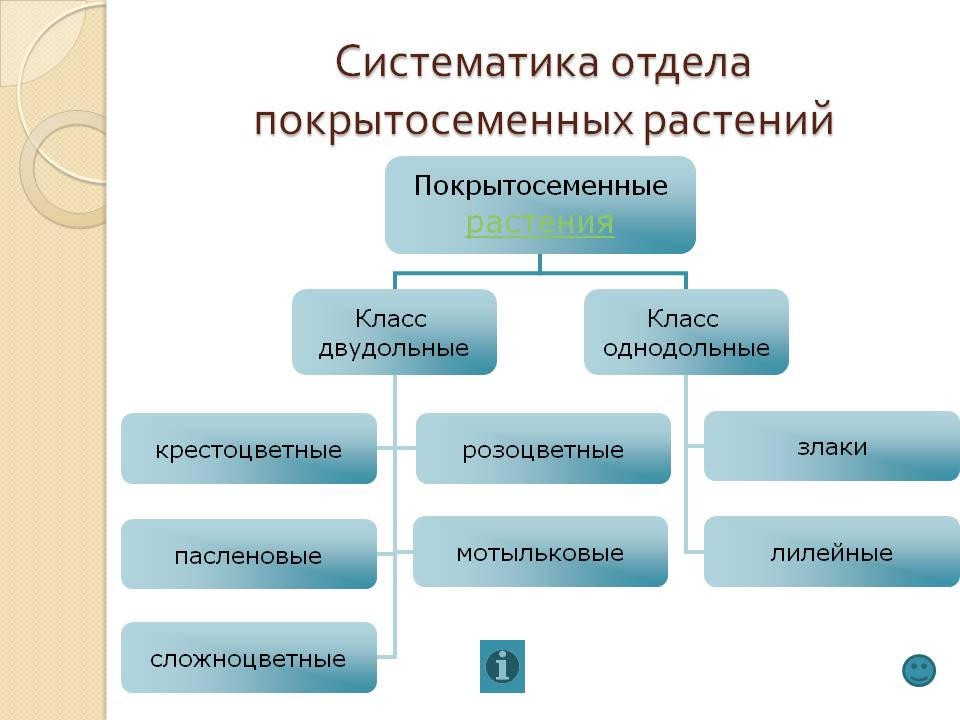 Систематика отдела
покрытосеменных растений
Покрытосеменные
растения
Класс
двудольные
Класс
однодольные
крестоцветные
розоцветные
злаки
пасленовые
мотыльковые
лилейные
сложноцветные
i